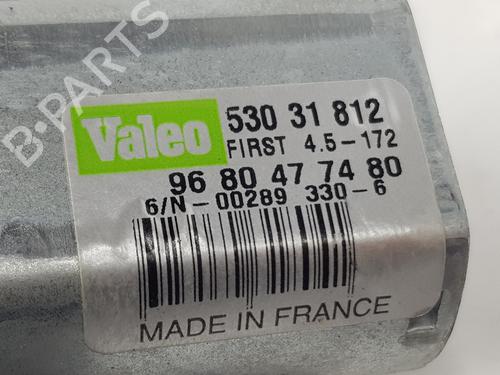 B-PARTS
Valeo
530 31 812
FIRST 4.5-172
96 80 47 74 80
6/N-00289 330-6
MADE IN FRANCE